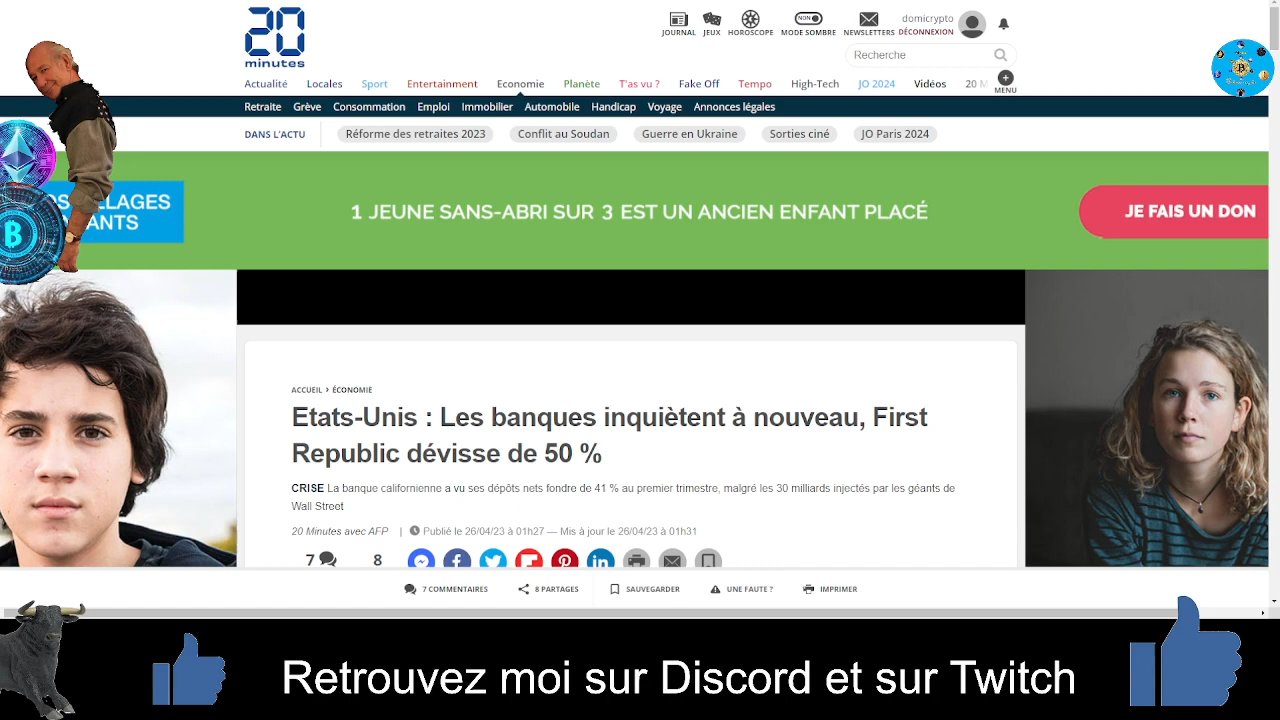 20
minutes
JOURNAL
JEUX
HOROSCOPE
NON
MODE SOMBRE
NEWSLETTERS
domicrypto
DÉCONNEXION
Recherche
Actualité Locales Sport Entertainment Economie Planète T'as vu ? Fake Off Tempo High-Tech JO 2024 Vidéos 20 M
MENU
Retraite Grève Consommation Emploi Immobilier Automobile Handicap Voyage Annonces légales
DANS L'ACTU Réforme des retraites 2023 Conflit au Soudan Guerre en Ukraine Sorties ciné JO Paris 2024
1 JEUNE SANS-ABRI SUR 3 EST UN ANCIEN ENFANT PLACÉ
JE FAIS UN DON
ACCUEIL › ÉCONOMIE
Etats-Unis : Les banques inquiètent à nouveau, First
Republic dévisse de 50 %
CRISE La banque californienne a vu ses dépôts nets fondre de 41 % au premier trimestre, malgré les 30 milliards injectés par les géants de
Wall Street
20 Minutes avec AFP | Publié le 26/04/23 à 01h27 — Mis à jour le 26/04/23 à 01h31
7 8
7 COMMENTAIRES 8 PARTAGES SAUVEGARDER UNE FAUTE ? IMPRIMER
Retrouvez moi sur Discord et sur Twitch